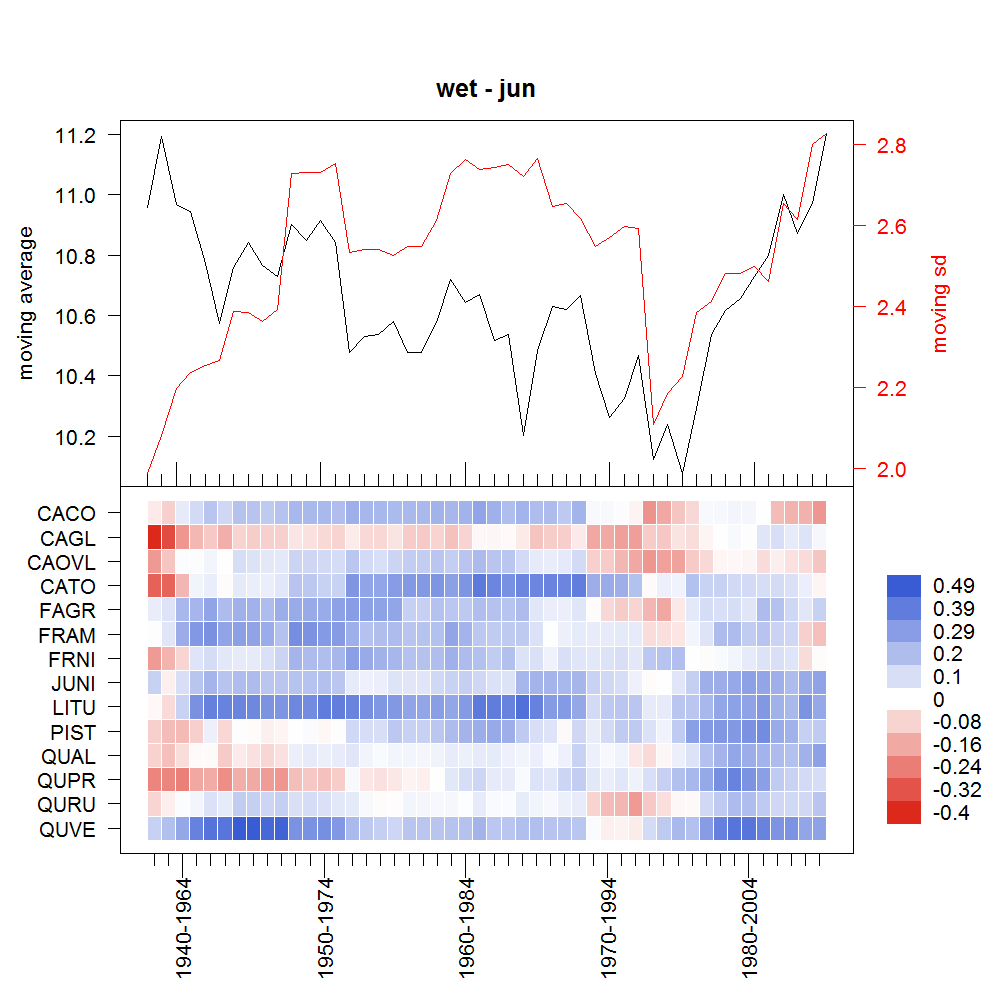 wet - jun
moving average
11.2
11.0
10.8
10.6
10.4
10.2
2.8
2.6
2.4
2.2
2.0
moving sd
CACO
CAGL
CAOVL
CATO
FAGR
FRAM
FRNI
JUNI
LITU
PIST
QUAL
QUPR
QURU
QUVE
0.49
0.39
0.29
0.2
0.1
0
-0.08
-0.16
-0.24
-0.32
-0.4
1940-1964
1950-1974
1960-1984
1970-1994
1980-2004